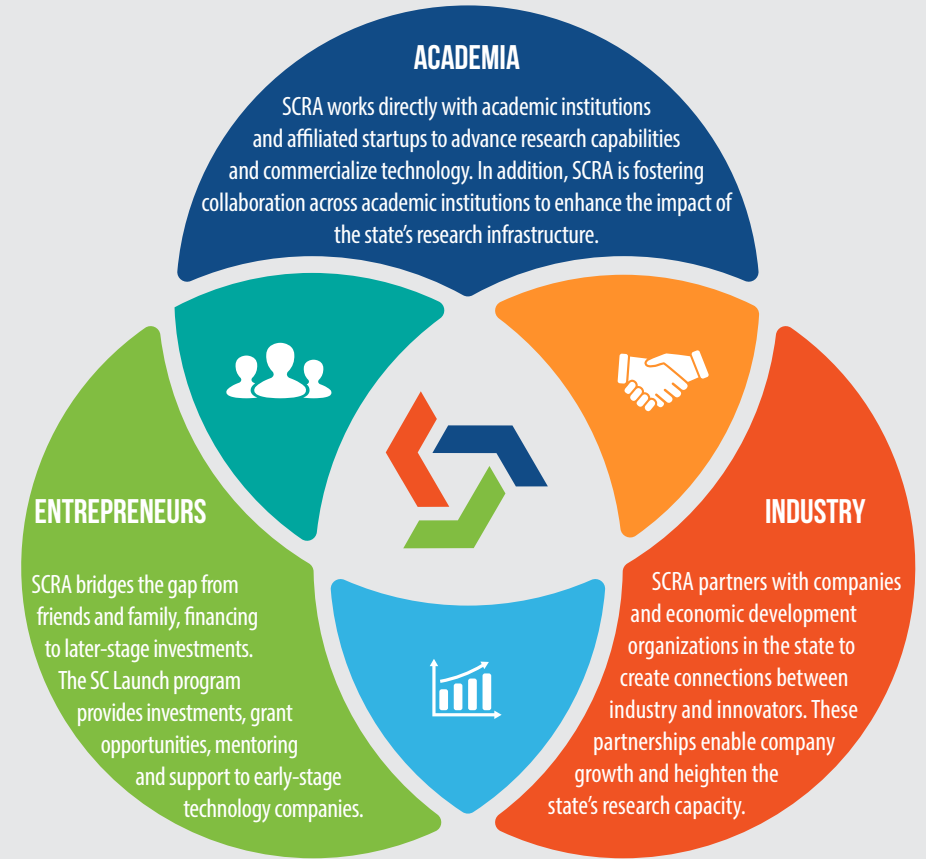 ACADEMIA
SCRA works directly with academic institutions
and affiliated startups to advance research capabilities
and commercialize technology. In addition, SCRA is fostering
collaboration across academic institutions to enhance the impact of
the state's research infrastructure.
ENTREPRENEURS
SCRA bridges the gap from
friends and family, financing
to later-stage investments.
The SC Launch program
provides investments, grant
opportunities, mentoring
and support to early-stage
technology companies.
INDUSTRY
SCRA partners with companies
and economic development
organizations in the state to
create connections between
industry and innovators. These
partnerships enable company
growth and heighten the
state's research capacity.